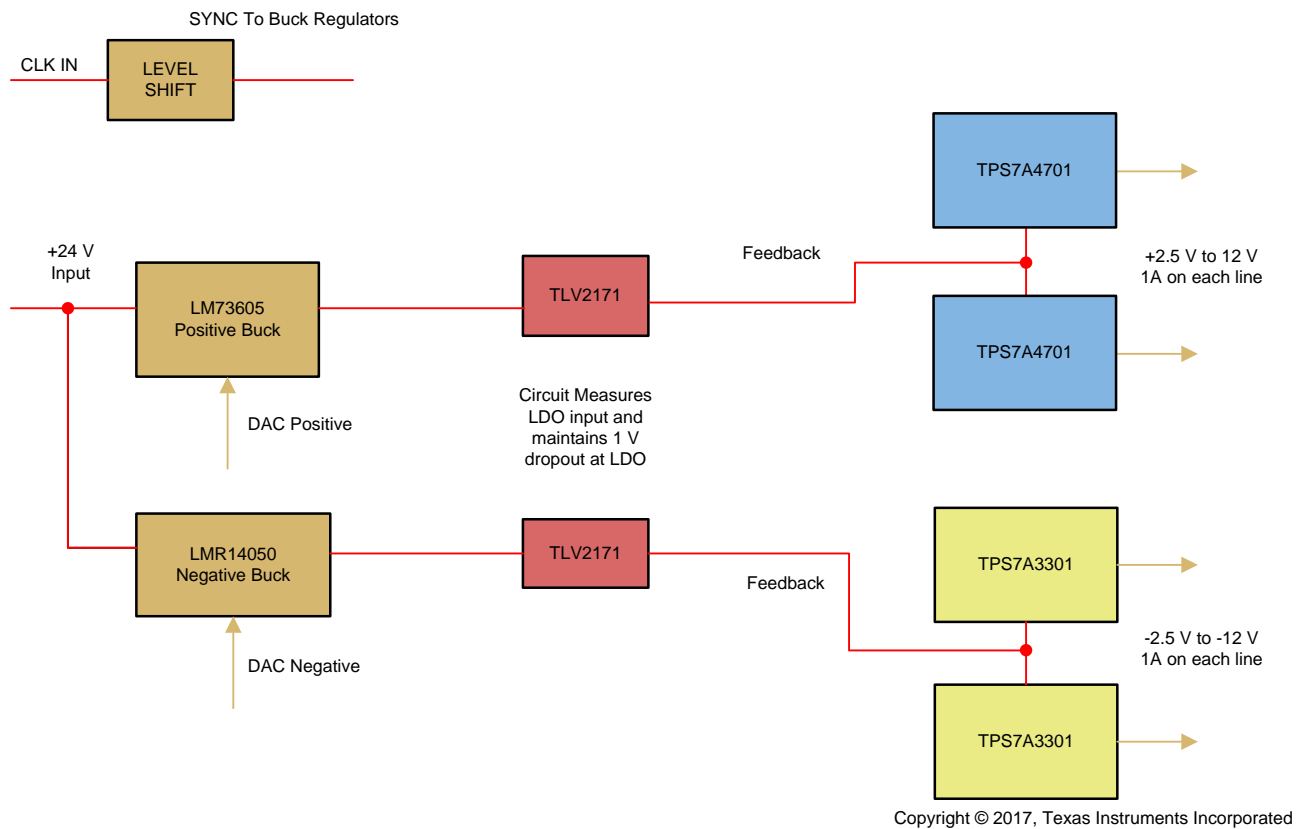 SYNC To Buck Regulators
CLK IN
LEVEL
SHIFT
TPS7A4701
+24 V
Input
LM73605
Positive Buck
TLV2171
Feedback
+2.5 V to 12 V
1A on each line
TPS7A4701
DAC Positive
Circuit Measures
LDO input and
maintains 1 V
dropout at LDO
LMR14050
Negative Buck
TLV2171
Feedback
TPS7A3301
DAC Negative
-2.5 V to -12 V
1A on each line
TPS7A3301
Copyright © 2017, Texas Instruments Incorporated